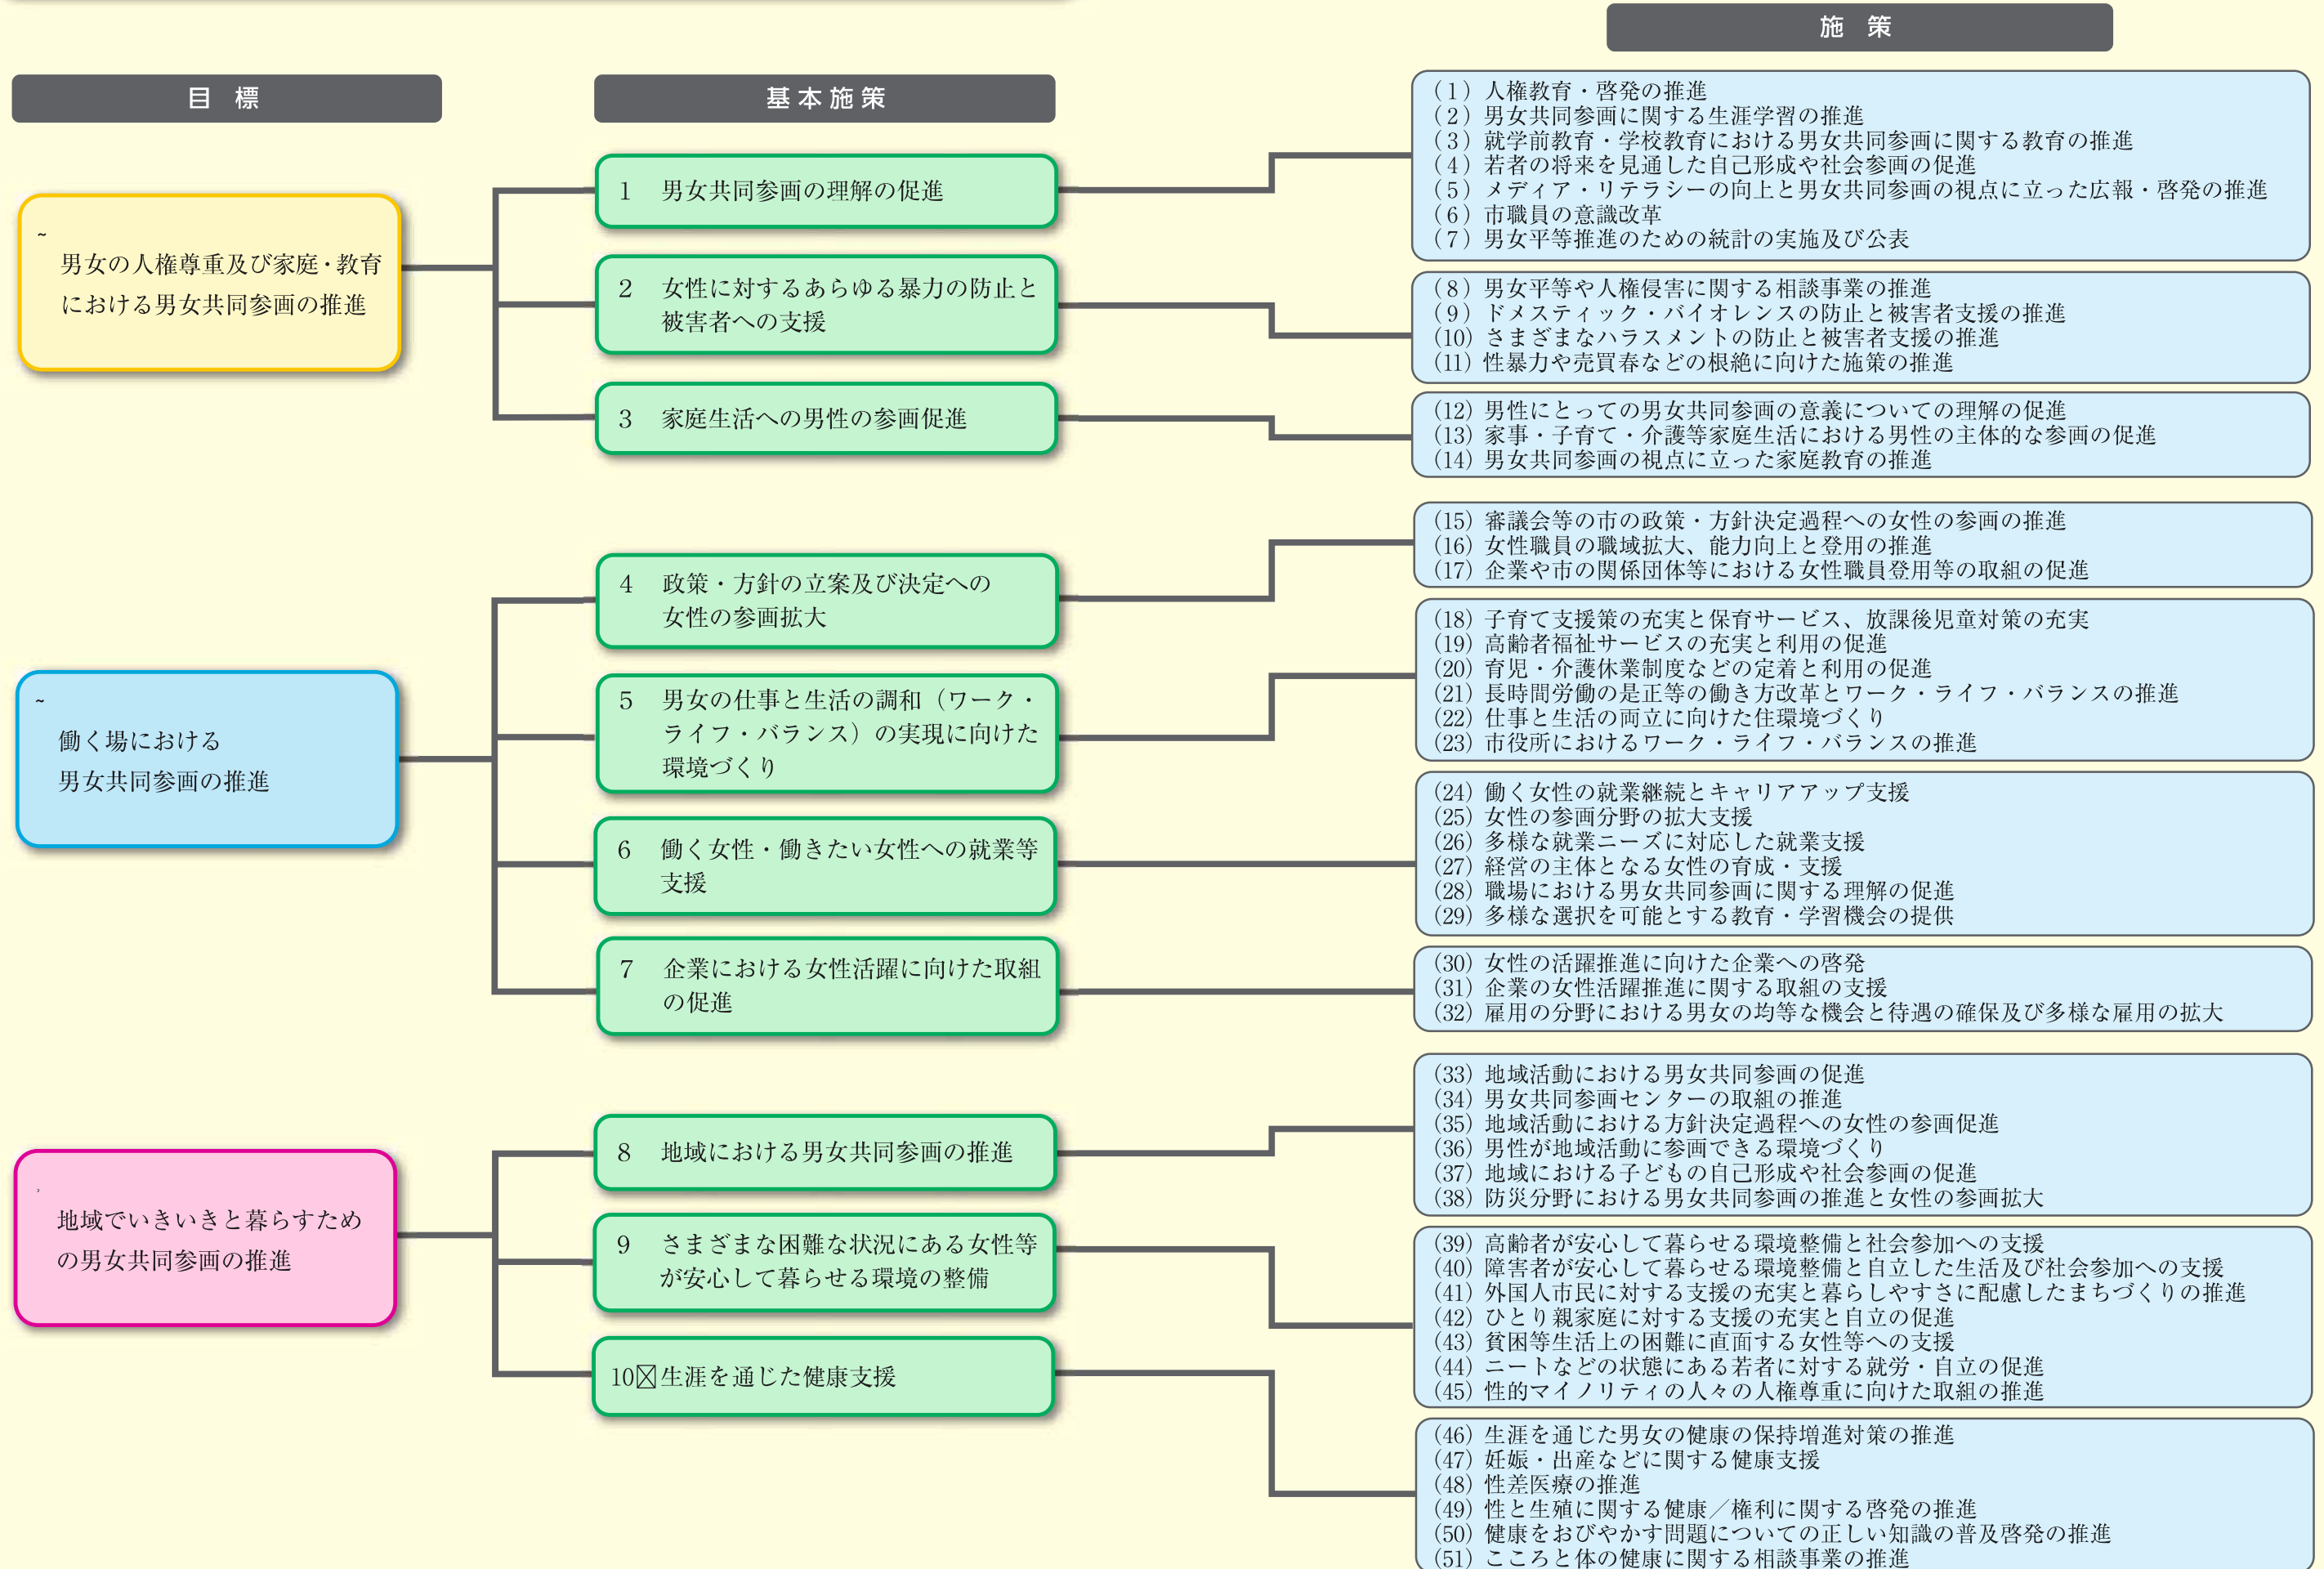 施 策
目 標
基本施策
男女の人権尊重及び家庭・教育
における男女共同参画の推進
1 男女共同参画の理解の促進
(1) 人権教育・啓発の推進
(2) 男女共同参画に関する生涯学習の推進
(3) 就学前教育・学校教育における男女共同参画に関する教育の推進
(4) 若者の将来を見通した自己形成や社会参画の促進
(5) メディア・リテラシーの向上と男女共同参画の視点に立った広報・啓発の推進
(6) 市職員の意識改革
(7) 男女平等推進のための統計の実施及び公表
2 女性に対するあらゆる暴力の防止と
被害者への支援
(8) 男女平等や人権侵害に関する相談事業の推進
(9) ドメスティック・バイオレンスの防止と被害者支援の推進
(10) さまざまなハラスメントの防止と被害者支援の推進
(11) 性暴力や売買春などの根絶に向けた施策の推進
3 家庭生活への男性の参画促進
(12) 男性にとっての男女共同参画の意義についての理解の促進
(13) 家事・子育て・介護等家庭生活における男性の主体的な参画の促進
(14) 男女共同参画の視点に立った家庭教育の推進
働く場における
男女共同参画の推進
4 政策・方針の立案及び決定への
女性の参画拡大
(15) 審議会等の市の政策・方針決定過程への女性の参画の推進
(16) 女性職員の職域拡大、能力向上と登用の推進
(17) 企業や市の関係団体等における女性職員登用等の取組の促進
5 男女の仕事と生活の調和（ワーク・
ライフ・バランス）の実現に向けた
環境づくり
(18) 子育て支援策の充実と保育サービス、放課後児童対策の充実
(19) 高齢者福祉サービスの充実と利用の促進
(20) 育児・介護休業制度などの定着と利用の促進
(21) 長時間労働の是正等の働き方改革とワーク・ライフ・バランスの推進
(22) 仕事と生活の両立に向けた住環境づくり
(23) 市役所におけるワーク・ライフ・バランスの推進
6 働く女性・働きたい女性への就業等
支援
(24) 働く女性の就業継続とキャリアアップ支援
(25) 女性の参画分野の拡大支援
(26) 多様な就業ニーズに対応した就業支援
(27) 経営の主体となる女性の育成・支援
(28) 職場における男女共同参画に関する理解の促進
(29) 多様な選択を可能とする教育・学習機会の提供
7 企業における女性活躍に向けた取組
の促進
(30) 女性の活躍推進に向けた企業への啓発
(31) 企業の女性活躍推進に関する取組の支援
(32) 雇用の分野における男女の均等な機会と待遇の確保及び多様な雇用の拡大
地域でいきいきと暮らすため
の男女共同参画の推進
8 地域における男女共同参画の推進
(33) 地域活動における男女共同参画の促進
(34) 男女共同参画センターの取組の推進
(35) 地域活動における方針決定過程への女性の参画促進
(36) 男性が地域活動に参画できる環境づくり
(37) 地域における子どもの自己形成や社会参画の促進
(38) 防災分野における男女共同参画の推進と女性の参画拡大
9 さまざまな困難な状況にある女性等
が安心して暮らせる環境の整備
(39) 高齢者が安心して暮らせる環境整備と社会参加への支援
(40) 障害者が安心して暮らせる環境整備と自立した生活及び社会参加への支援
(41) 外国人市民に対する支援の充実と暮らしやすさに配慮したまちづくりの推進
(42) ひとり親家庭に対する支援の充実と自立の促進
(43) 貧困等生活上の困難に直面する女性等への支援
(44) ニートなどの状態にある若者に対する就労・自立の促進
(45) 性的マイノリティの人々の人権尊重に向けた取組の推進
10 生涯を通じた健康支援
(46) 生涯を通じた男女の健康の保持増進対策の推進
(47) 妊娠・出産などに関する健康支援
(48) 性差医療の推進
(49) 性と生殖に関する健康／権利に関する啓発の推進
(50) 健康をおびやかす問題についての正しい知識の普及啓発の推進
(51) こころと体の健康に関する相談事業の推進